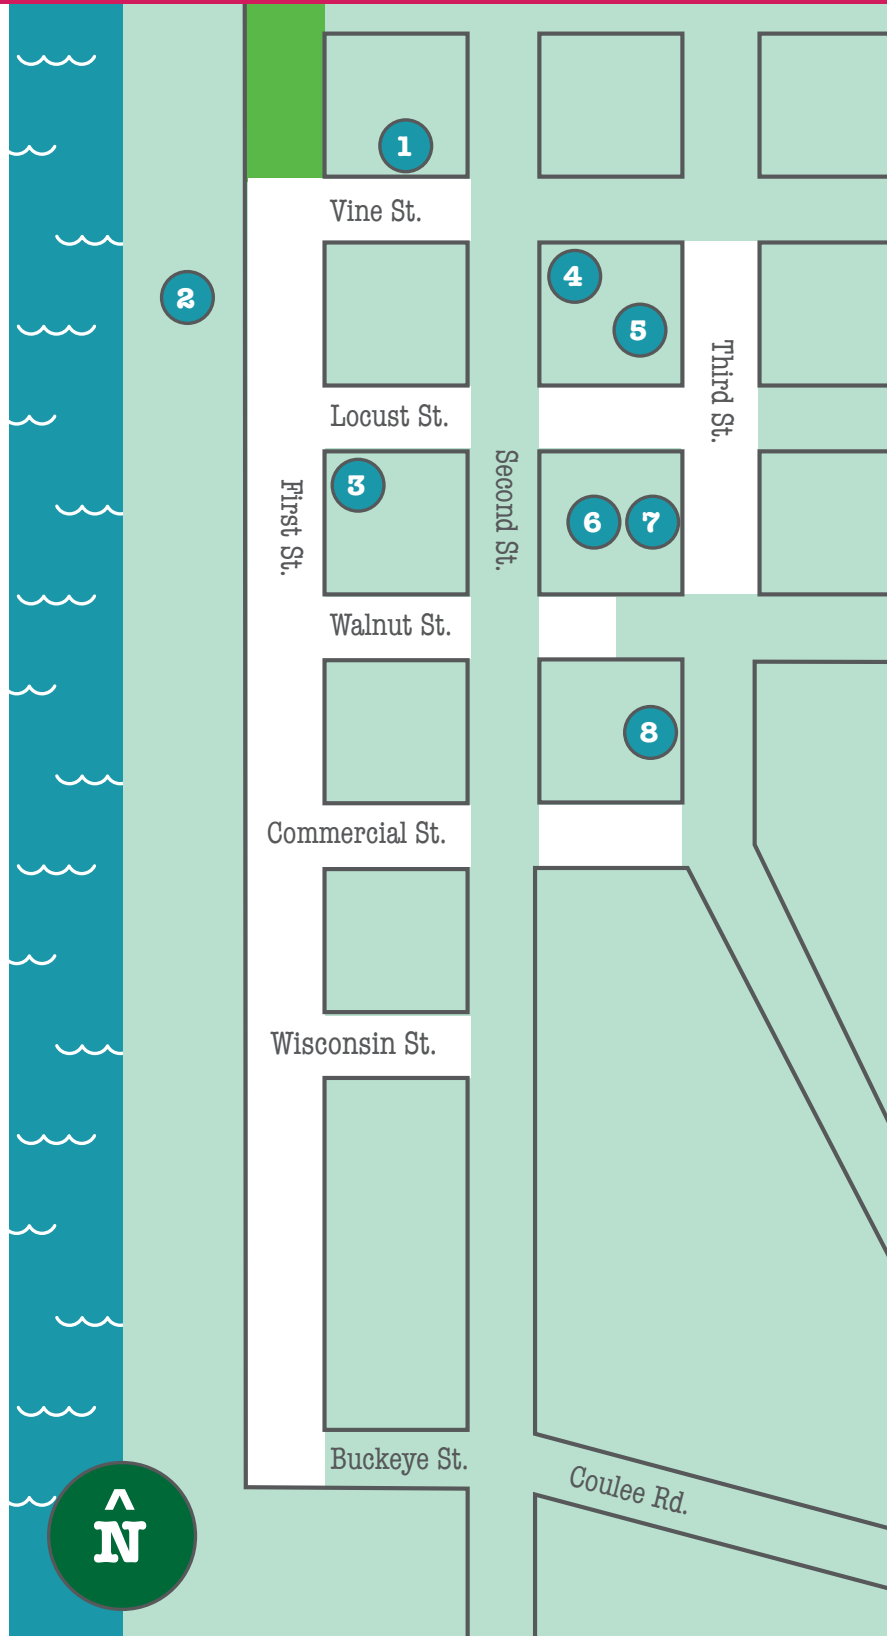 1
Vine St.
2
4
5
Third St.
Locust St.
Second St.
First St.
3
6
7
Walnut St.
8
Commercial St.
Wisconsin St.
Buckeye St.
Coulee Rd.
N